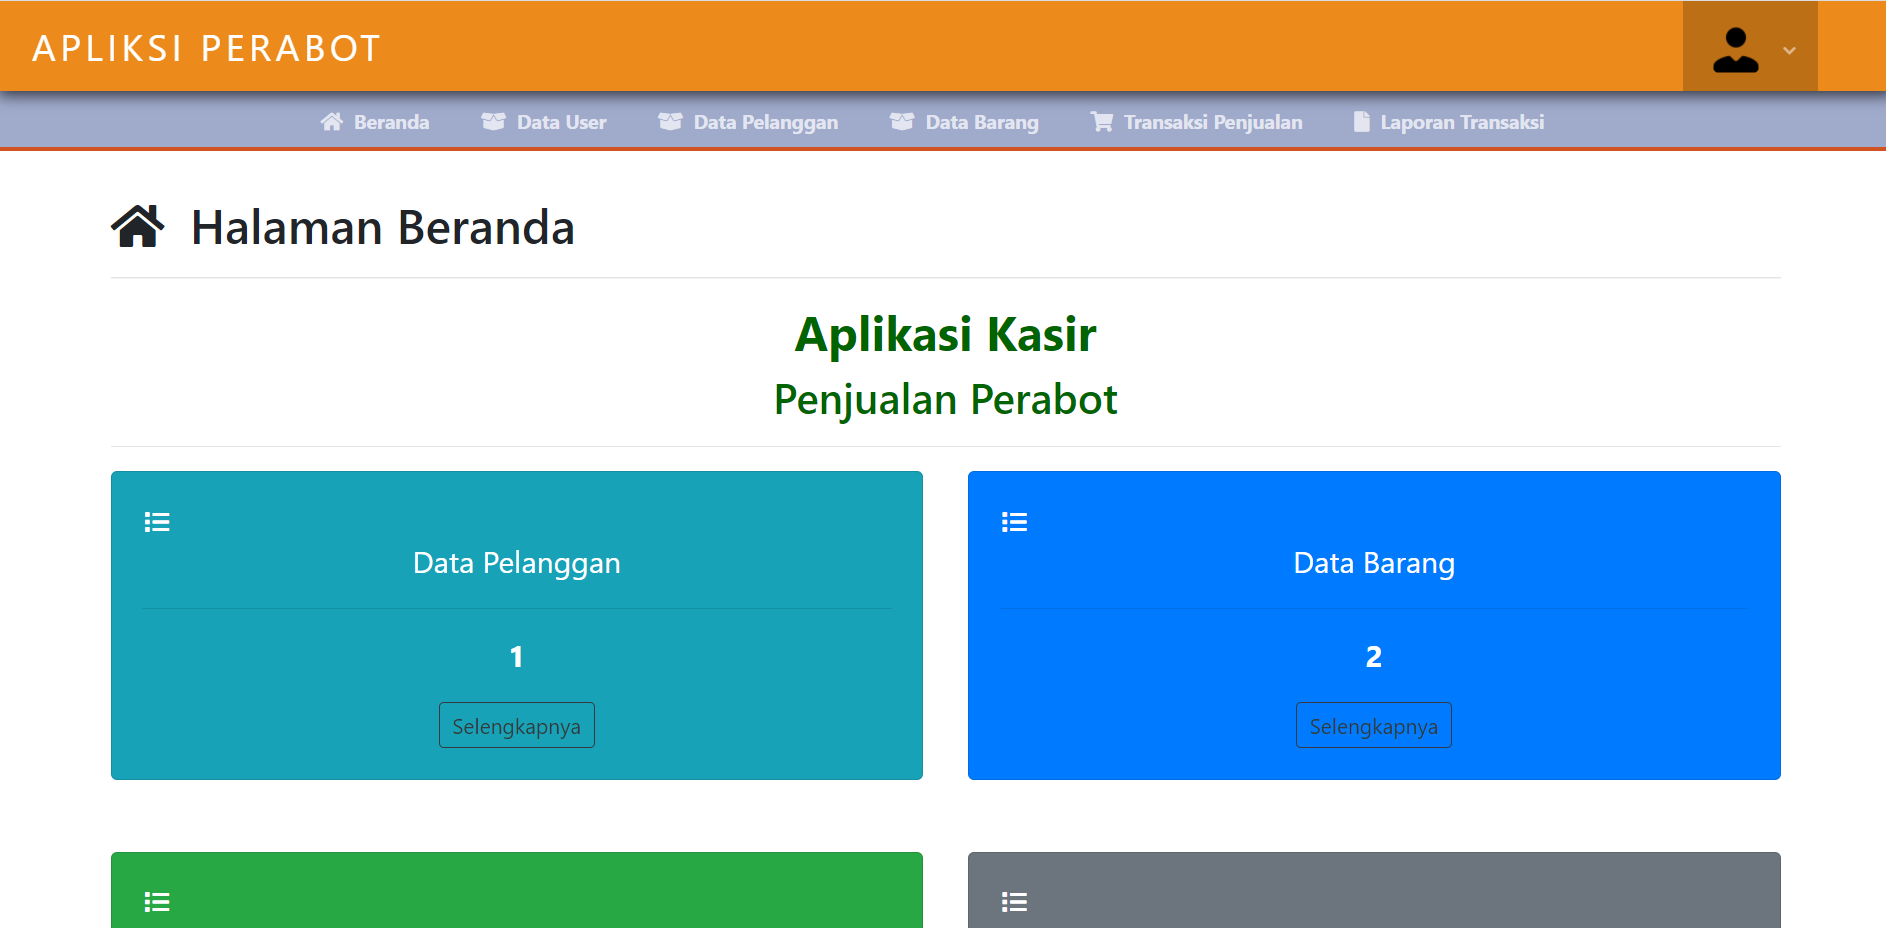 APLIKSI PERABOT
Beranda Data User Data Pelanggan Data Barang Transaksi Penjualan Laporan Transaksi
Halaman Beranda
Aplikasi Kasir
Penjualan Perabot
Data Pelanggan
1
Selengkapnya
Data Barang
2
Selengkapnya